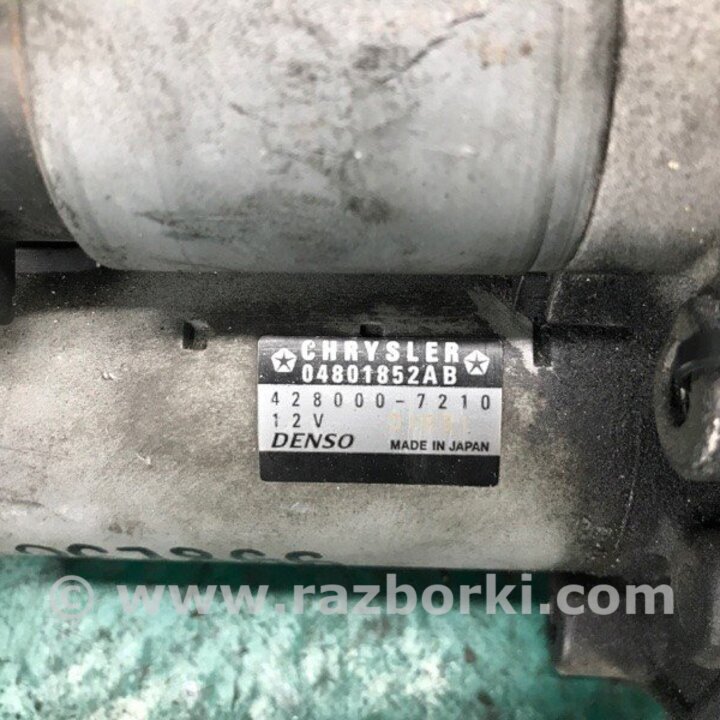 CHRYSLER
04801852AB
428000-7210
12V
DENSO MADE IN JAPAN
© www.razborki.com